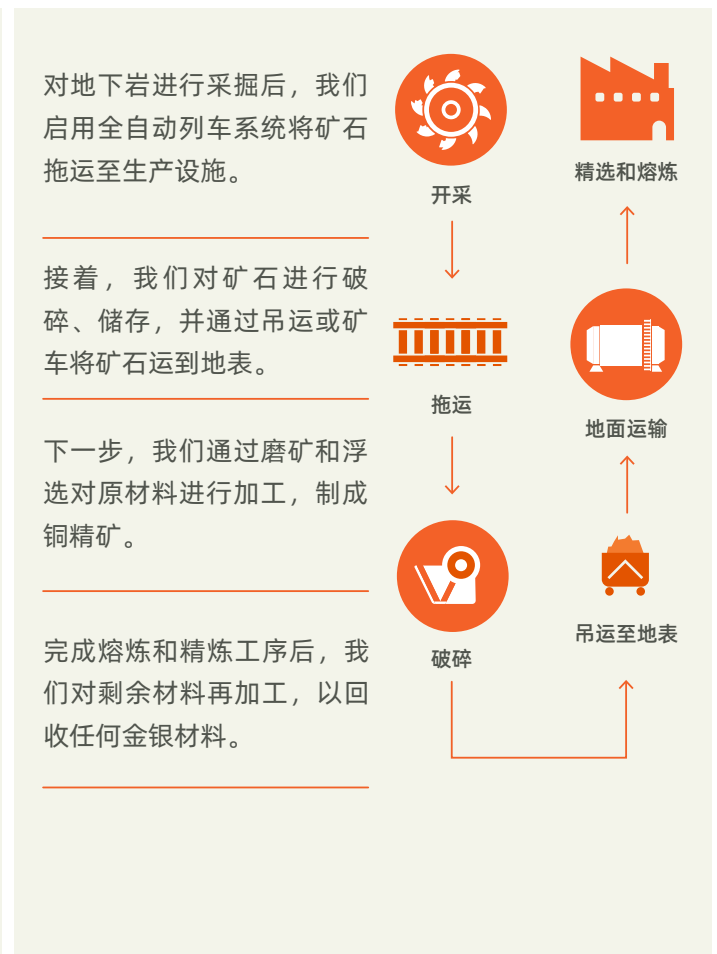 对地下岩进行采掘后，我们
启用全自动列车系统将矿石
拖运至生产设施。
接着，我们对矿石进行破
碎、储存，并通过吊运或矿
车将矿石运到地表。
下一步，我们通过磨矿和浮
选对原材料进行加工，制成
铜精矿。
完成熔炼和精炼工序后，我
们对剩余材料再加工，以回
收任何金银材料。
开采
拖运
破碎
吊运至地表
地面运输
精选和熔炼